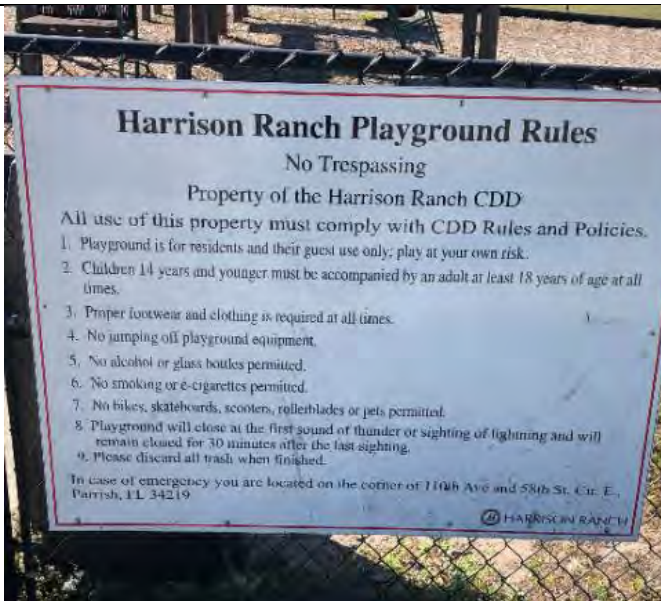 Harrison Ranch Playground Rules
No Trespassing
Property of the Harrison Ranch CDD
All use of this property must comply with CDD Rules and Policies.
1. Playground is for residents and their guest use only; play at your own risk.
2. Children 14 years and younger must be accompanied by an adult at least 18 years of age at all
times.
3. Proper footwear and clothing is required at all times.
4. No jumping off playground equipment.
5. No alcohol or glass bottles permitted.
6. No smoking or e-cigarettes permitted.
7. No bikes, skateboards, scooters, rollerblades or pets permitted.
8. Playground will close at the first sound of thunder or sighting of lightning and will
remain closed for 30 minutes after the last sighting.
9. Please discard all trash when finished.
In case of emergency you are located on the corner of Ave and 58th St. Cir. E.,
Parrish, FL 34219
HARRISON RANCH